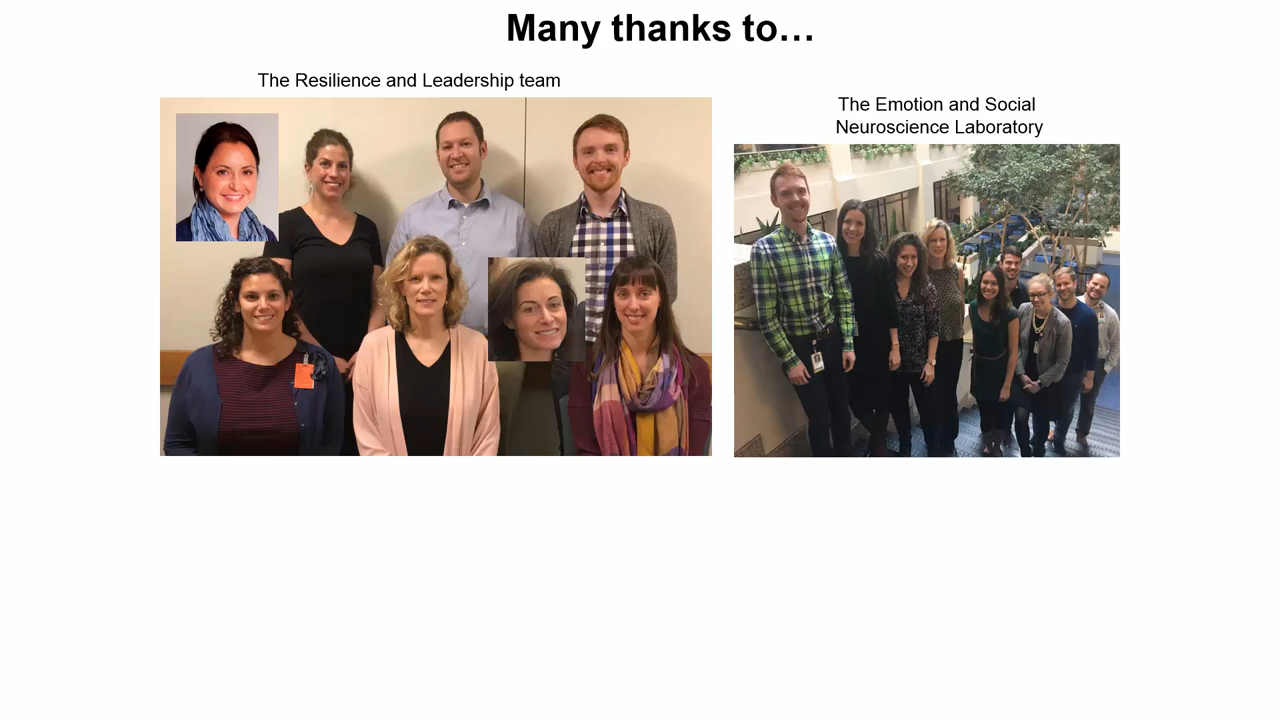 Many thanks to…
The Resilience and Leadership team
The Emotion and Social
Neuroscience Laboratory